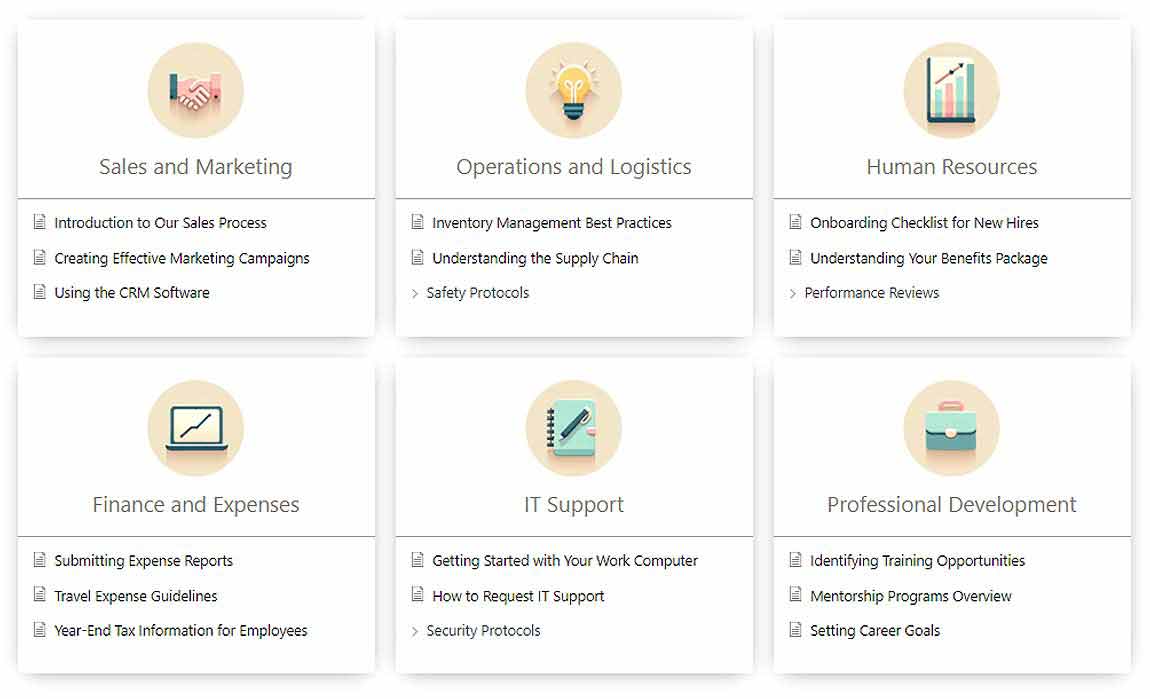 Sales and Marketing
Introduction to Our Sales Process
Creating Effective Marketing Campaigns
Using the CRM Software
Operations and Logistics
Inventory Management Best Practices
Understanding the Supply Chain
Safety Protocols
Human Resources
Onboarding Checklist for New Hires
Understanding Your Benefits Package
Performance Reviews
Finance and Expenses
Submitting Expense Reports
Travel Expense Guidelines
Year-End Tax Information for Employees
IT Support
Getting Started with Your Work Computer
How to Request IT Support
Security Protocols
Professional Development
Identifying Training Opportunities
Mentorship Programs Overview
Setting Career Goals